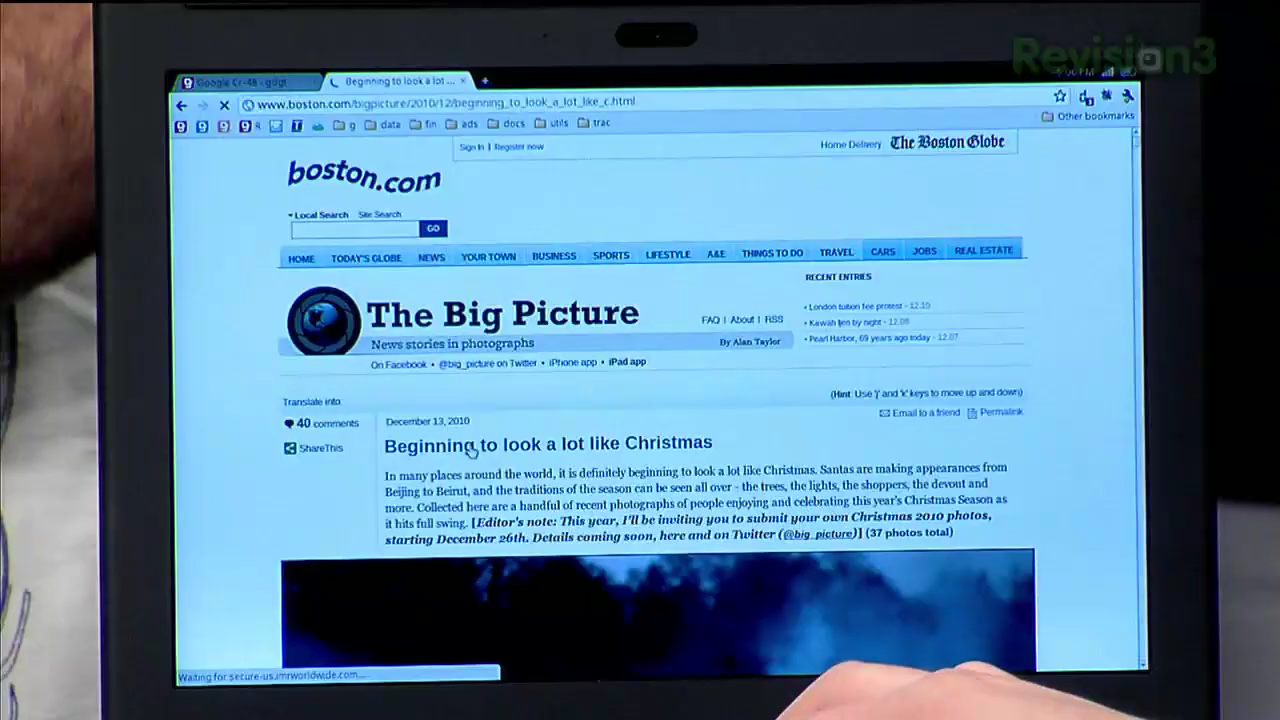 Revision3
Google Cr-48 - gdgt
Beginning to look a lot ...
www.boston.com/bigpicture/2010/12/beginning_to_look_a_lot_like_c.html
g data fin ads docs utils trac
Other bookmarks
Sign In | Register now
Home Delivery The Boston Globe
boston.com
Local Search Site Search
GO
HOME TODAY'S GLOBE NEWS YOUR TOWN BUSINESS SPORTS LIFESTYLE A&E THINGS TO DO TRAVEL CARS JOBS REAL ESTATE
RECENT ENTRIES
London tuition fee protest - 12.10
Kawah Ijen by night - 12.08
Pearl Harbor, 69 years ago today - 12.07
The Big Picture
FAQ | About | RSS
News stories in photographs
By Alan Taylor
On Facebook • @big_picture on Twitter • iPhone app • iPad app
Translate into
(Hint: Use 'j' and 'k' keys to move up and down)
40 comments
December 13, 2010
Email to a friend Permalink
ShareThis
Beginning to look a lot like Christmas
In many places around the world, it is definitely beginning to look a lot like Christmas. Santas are making appearances from
Beijing to Beirut, and the traditions of the season can be seen all over - the trees, the lights, the shoppers, the devout and
more. Collected here are a handful of recent photographs of people enjoying and celebrating this year's Christmas Season as
it hits full swing. [Editor's note: This year, I'll be inviting you to submit your own Christmas 2010 photos,
starting December 26th. Details coming soon, here and on Twitter (@big_picture)] (37 photos total)
Waiting for secure-us.imrworldwide.com...